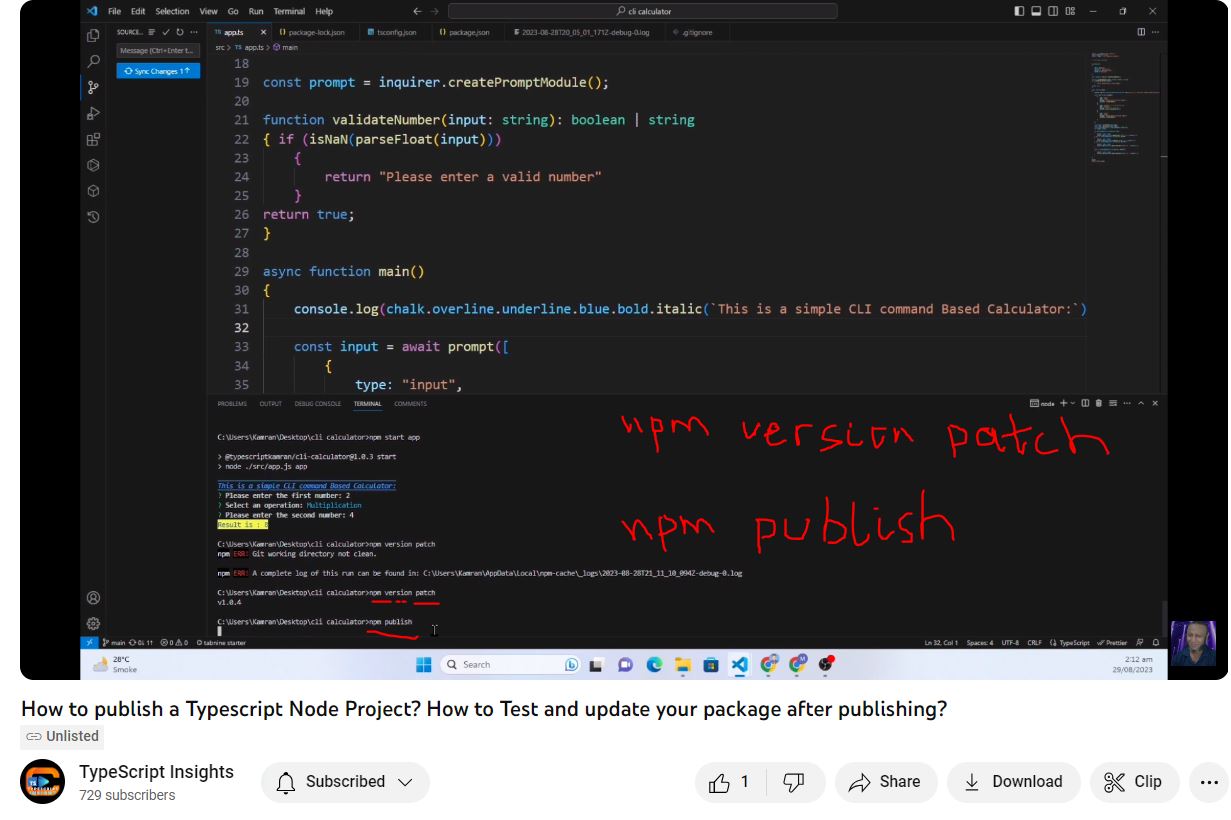 File Edit Selection View Go Run Terminal Help
cli calculator
SOURCE...
app.ts
package-lock.json
tsconfig.json
package.json
2023-08-28T20_05_01_171Z-debug-0.log
.gitignore
src > TS app.ts > main
Message (Ctrl+Enter t...
Sync Changes 1↑
18
19 const prompt = inquirer.createPromptModule();
20
21 function validateNumber(input: string): boolean | string
22 { if (isNaN(parseFloat(input)))
23 {
24 return "Please enter a valid number"
25 }
26 return true;
27 }
28
29 async function main()
30 {
31 console.log(chalk.overline.underline.blue.bold.italic(`This is a simple CLI command Based Calculator:`)
32
33 const input = await prompt([
34 {
35 type: "input",
PROBLEMS OUTPUT DEBUG CONSOLE TERMINAL COMMENTS
node
C:\Users\Kamran\Desktop\cli calculator>npm start app
> @typescriptkamran/cli-calculator@1.0.3 start
> node ./src/app.js app
This is a simple CLI command Based Calculator:
? Please enter the first number: 2
? Select an operation: Multiplication
? Please enter the second number: 4
Result is : 8
C:\Users\Kamran\Desktop\cli calculator>npm version patch
npm ERR! Git working directory not clean.
npm ERR! A complete log of this run can be found in: C:\Users\Kamran\AppData\Local\npm-cache\_logs\2023-08-28T21_11_10_094Z-debug-0.log
C:\Users\Kamran\Desktop\cli calculator>npm version patch
v1.0.4
C:\Users\Kamran\Desktop\cli calculator>npm publish
npm version patch
npm publish
main 0↓ 1↑ 0 0 0 tabnine starter
Ln 32, Col 1 Spaces: 4 UTF-8 CRLF TypeScript Prettier
28°C
Smoke
Search
2:12 am
29/08/2023
How to publish a Typescript Node Project? How to Test and update your package after publishing?
Unlisted
TypeScript Insights
729 subscribers
Subscribed
1
Share
Download
Clip